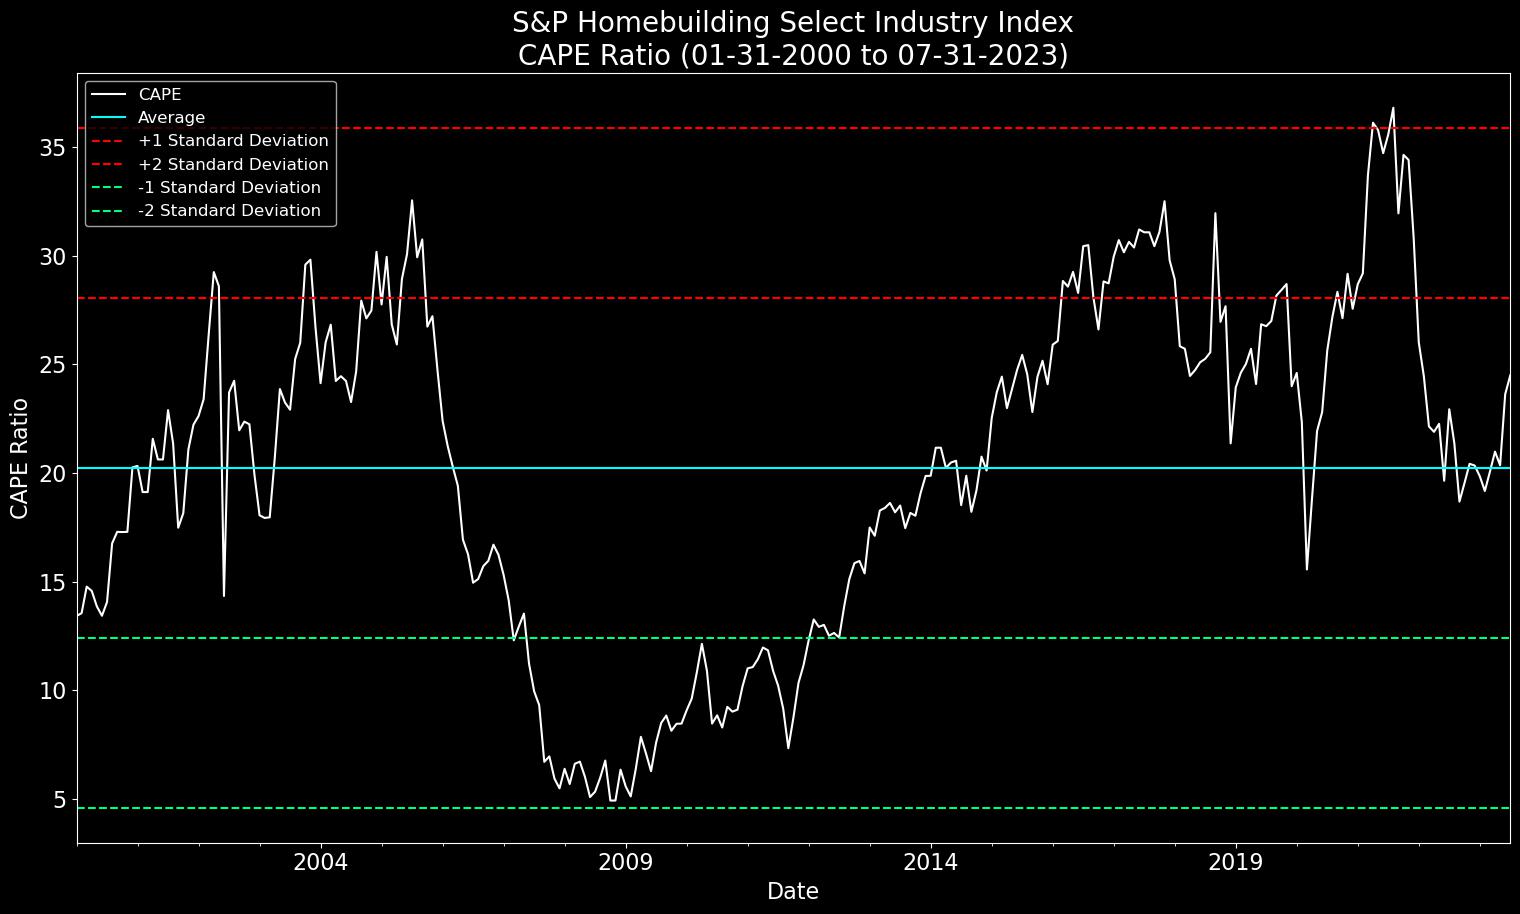 S&P Homebuilding Select Industry Index
CAPE Ratio (01-31-2000 to 07-31-2023)
CAPE
Average
+1 Standard Deviation
+2 Standard Deviation
-1 Standard Deviation
-2 Standard Deviation
35
30
25
20
15
10
5
CAPE Ratio
2004
2009
2014
2019
Date